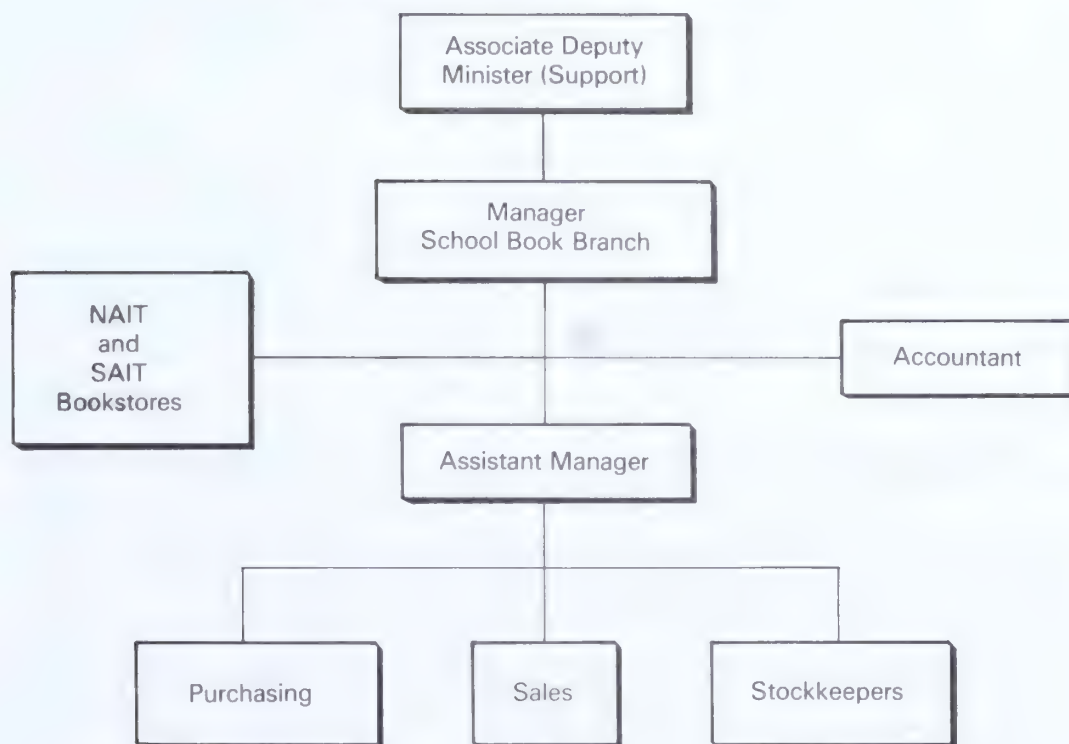 Associate Deputy
Minister (Support)
Manager
School Book Branch
NAIT
and
SAIT
Bookstores
Accountant
Assistant Manager
Purchasing
Sales
Stockkeepers